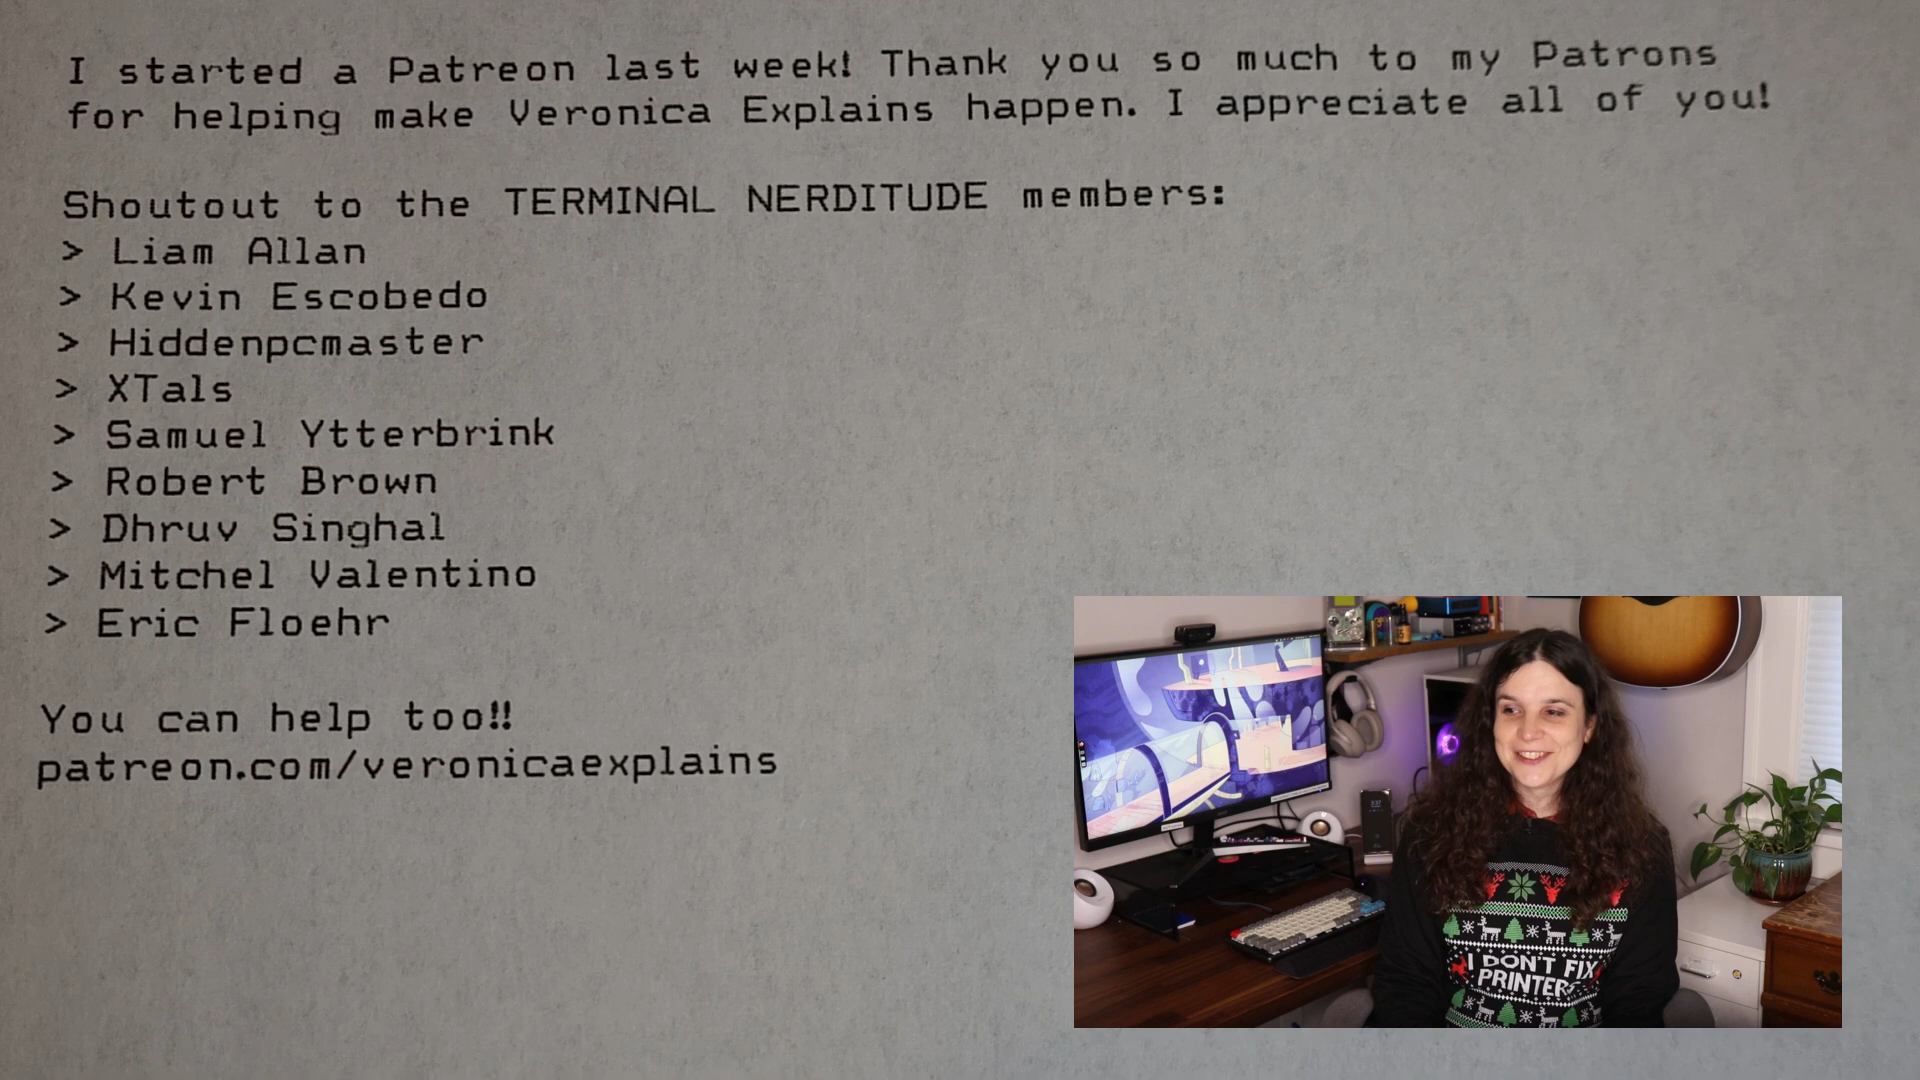 I started a Patreon last week! Thank you so much to my Patrons
for helping make Veronica Explains happen. I appreciate all of you!
Shoutout to the TERMINAL NERDITUDE members:
> Liam Allan
> Kevin Escobedo
> Hiddenpcmaster
> XTals
> Samuel Ytterbrink
> Robert Brown
> Dhruv Singhal
> Mitchel Valentino
> Eric Floehr
You can help too!!
patreon.com/veronicaexplains
3:37
I DON'T FIX
PRINTERS